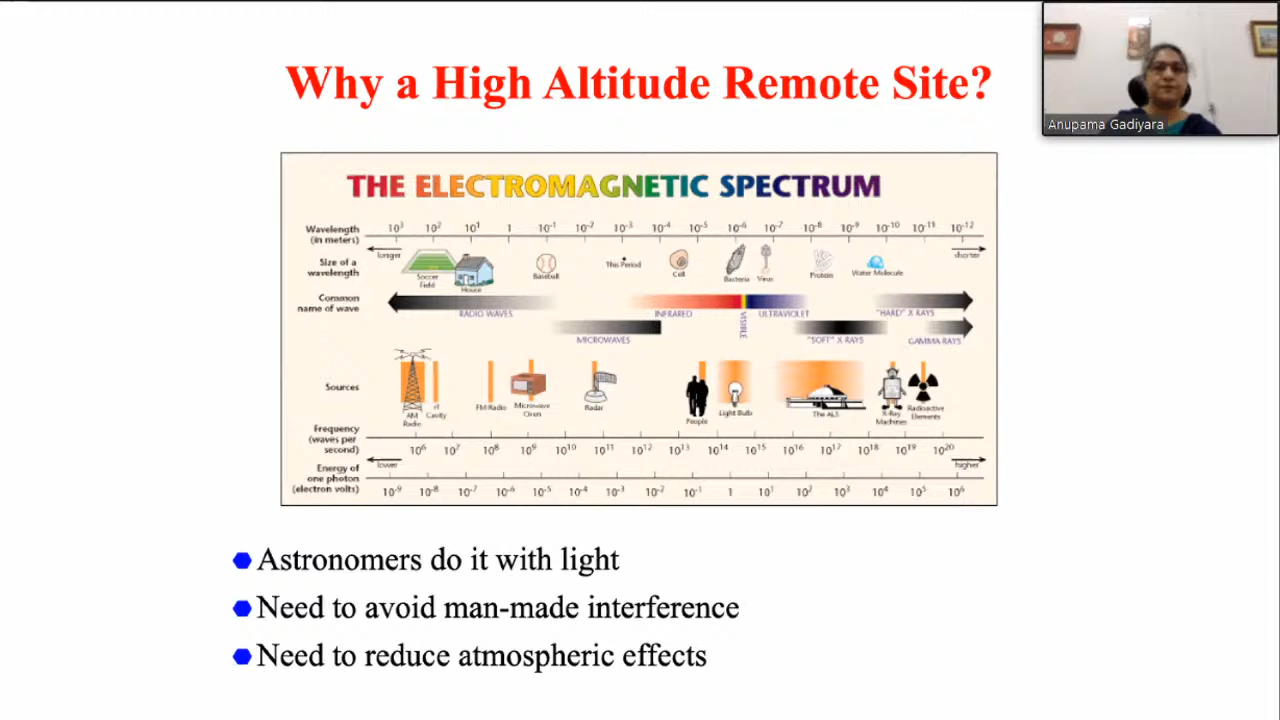 Why a High Altitude Remote Site?
Anupama Gadiyara
THE ELECTROMAGNETIC SPECTRUM
Wavelength (in meters)
10³ 10² 10¹ 1 10⁻¹ 10⁻² 10⁻³ 10⁻⁴ 10⁻⁵ 10⁻⁶ 10⁻⁷ 10⁻⁸ 10⁻⁹ 10⁻¹⁰ 10⁻¹¹ 10⁻¹²
longer shorter
Size of a wavelength
Soccer Field House Baseball This Period Cell Bacteria Virus Protein Water Molecule
Common name of wave
RADIO WAVES INFRARED VISIBLE ULTRAVIOLET "HARD" X RAYS
MICROWAVES "SOFT" X RAYS GAMMA RAYS
Sources
AM Radio rf Cavity FM Radio Microwave Oven Radar People Light Bulb The ALS X-Ray Machines Radioactive Elements
Frequency (waves per second)
10⁶ 10⁷ 10⁸ 10⁹ 10¹⁰ 10¹¹ 10¹² 10¹³ 10¹⁴ 10¹⁵ 10¹⁶ 10¹⁷ 10¹⁸ 10¹⁹ 10²⁰
lower higher
Energy of one photon (electron volts)
10⁻⁹ 10⁻⁸ 10⁻⁷ 10⁻⁶ 10⁻⁵ 10⁻⁴ 10⁻³ 10⁻² 10⁻¹ 1 10¹ 10² 10³ 10⁴ 10⁵ 10⁶
Astronomers do it with light
Need to avoid man-made interference
Need to reduce atmospheric effects